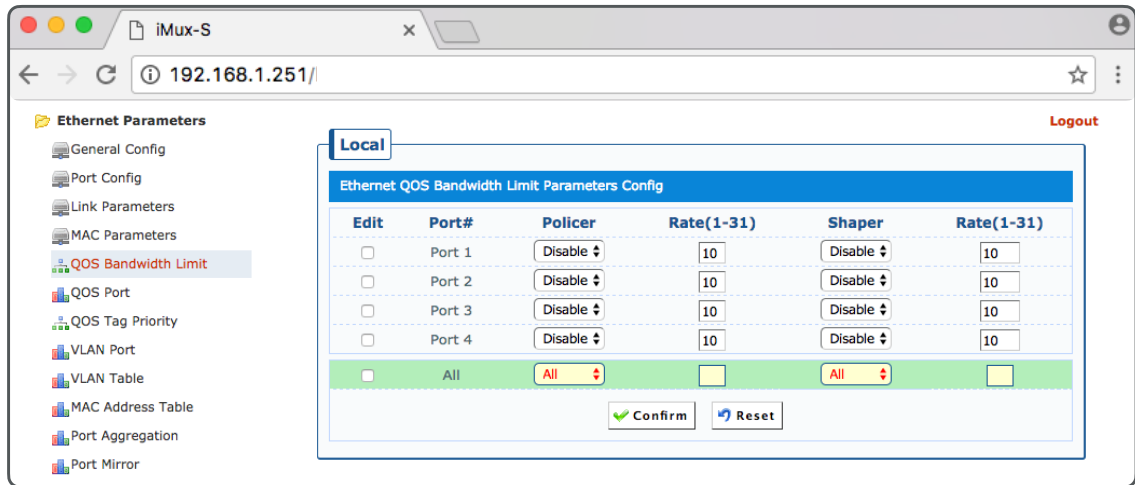 iMux-S
192.168.1.251/
Ethernet Parameters
General Config
Port Config
Link Parameters
MAC Parameters
QOS Bandwidth Limit
QOS Port
QOS Tag Priority
VLAN Port
VLAN Table
MAC Address Table
Port Aggregation
Port Mirror
Logout
Local
Ethernet QOS Bandwidth Limit Parameters Config
Edit Port# Policer Rate(1-31) Shaper Rate(1-31)
Port 1 Disable 10 Disable 10
Port 2 Disable 10 Disable 10
Port 3 Disable 10 Disable 10
Port 4 Disable 10 Disable 10
All All All
Confirm Reset